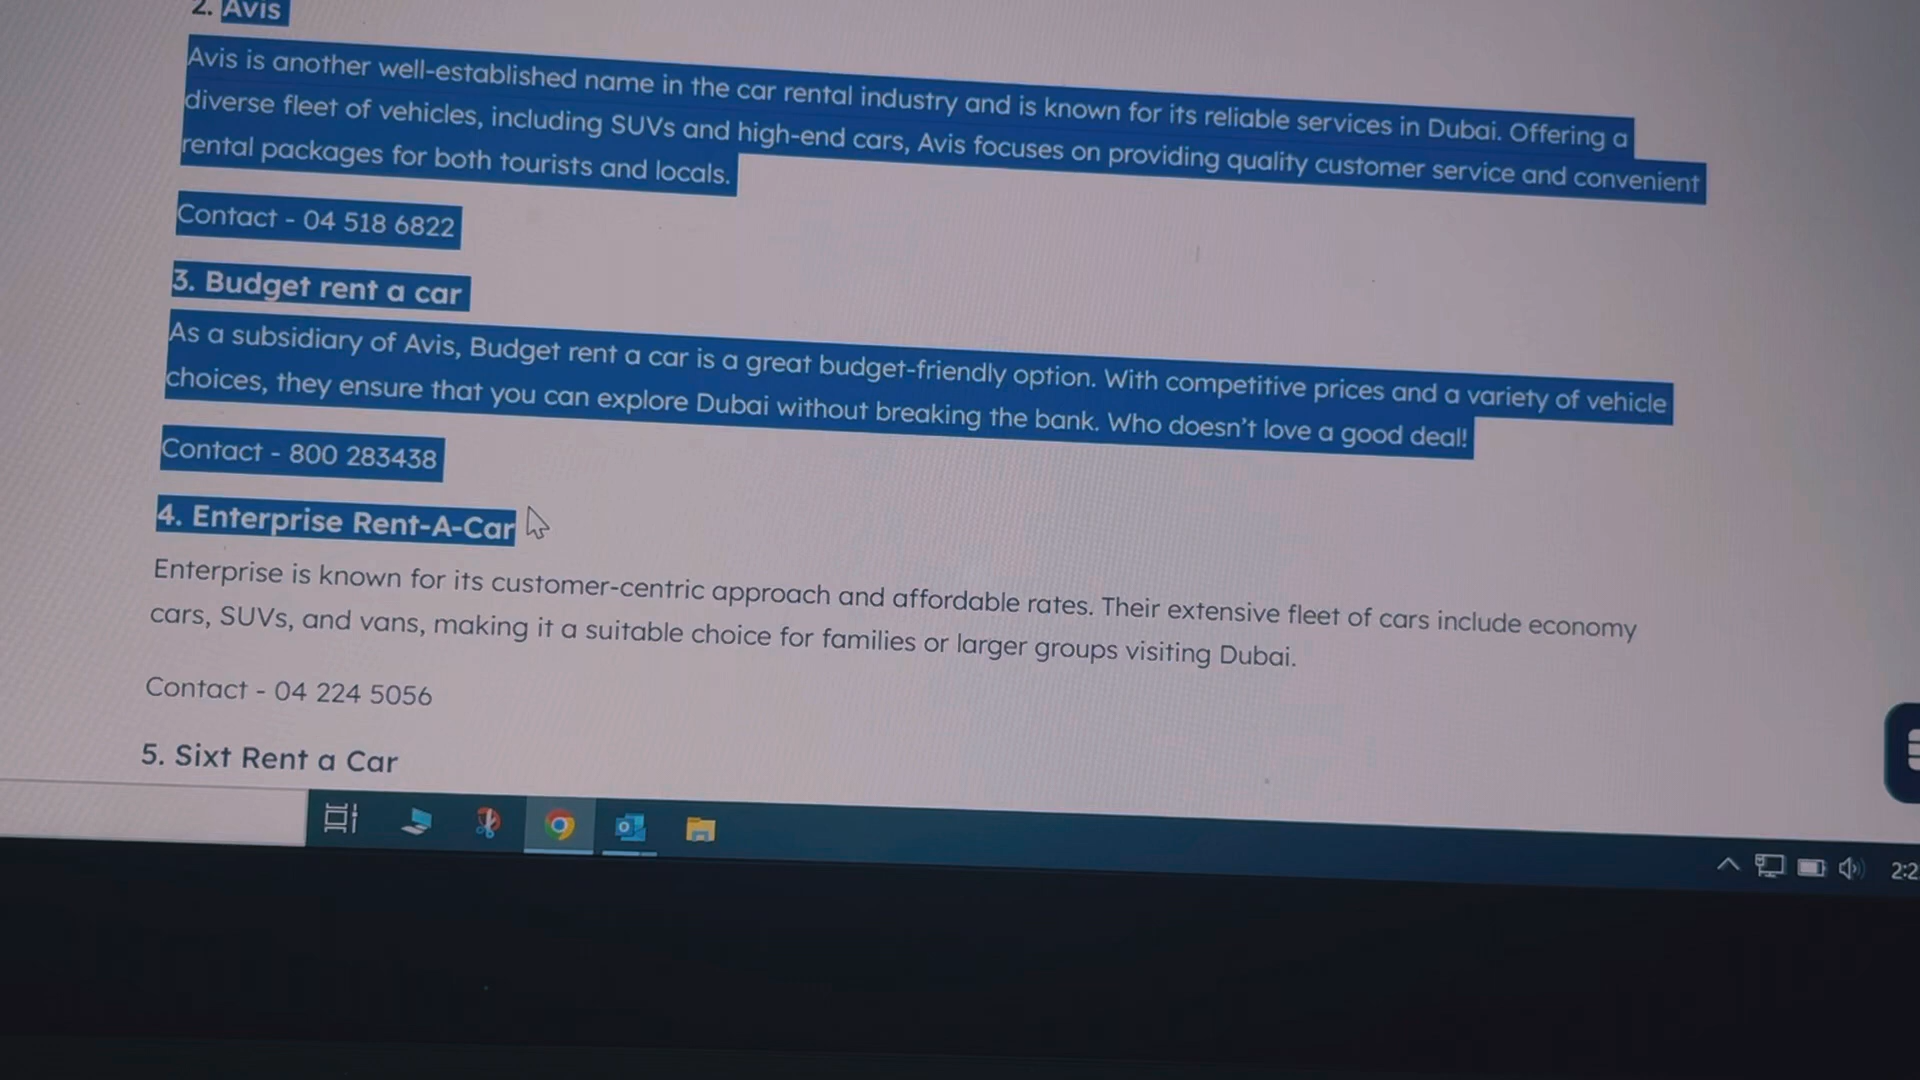 2. Avis
Avis is another well-established name in the car rental industry and is known for its reliable services in Dubai. Offering a
diverse fleet of vehicles, including SUVs and high-end cars, Avis focuses on providing quality customer service and convenient
rental packages for both tourists and locals.
Contact - 04 518 6822
3. Budget rent a car
As a subsidiary of Avis, Budget rent a car is a great budget-friendly option. With competitive prices and a variety of vehicle
choices, they ensure that you can explore Dubai without breaking the bank. Who doesn't love a good deal!
Contact - 800 283438
4. Enterprise Rent-A-Car
Enterprise is known for its customer-centric approach and affordable rates. Their extensive fleet of cars include economy
cars, SUVs, and vans, making it a suitable choice for families or larger groups visiting Dubai.
Contact - 04 224 5056
5. Sixt Rent a Car